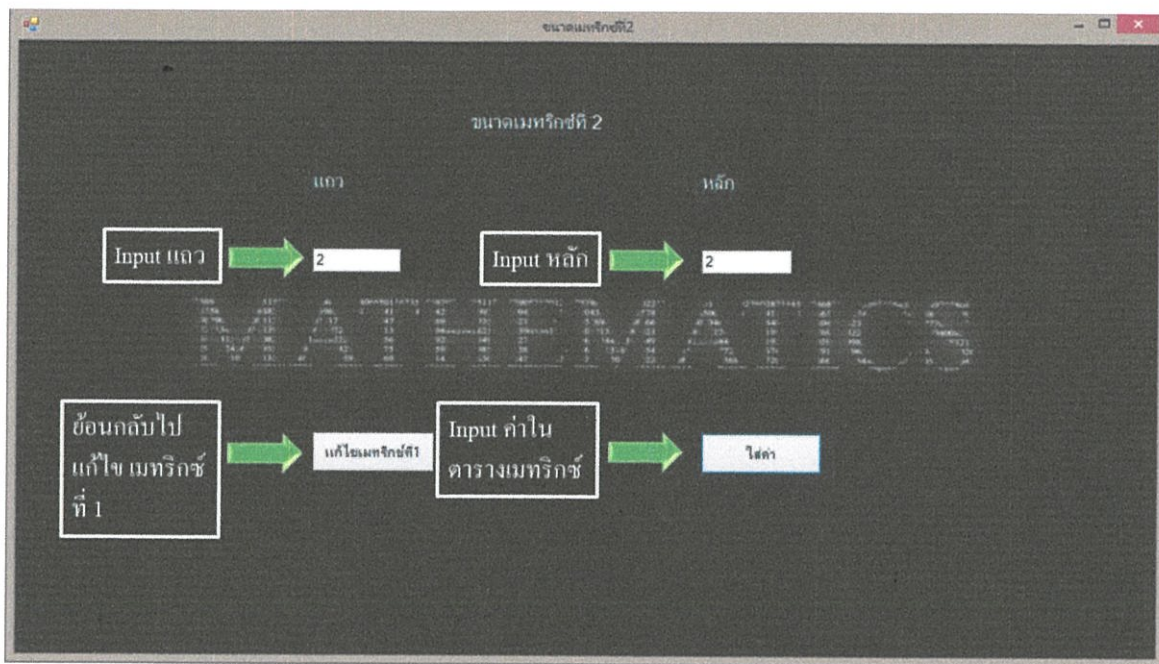 ขนาดเมทริกซ์ที่2
ขนาดเมทริกซ์ที่ 2
แถว
หลัก
Input แถว
2
Input หลัก
2
MATHEMATICS
ย้อนกลับไป
แก้ไข เมทริกซ์
ที่ 1
แก้ไขเมทริกซ์ที่1
Input ค่าใน
ตารางเมทริกซ์
ใส่ค่า